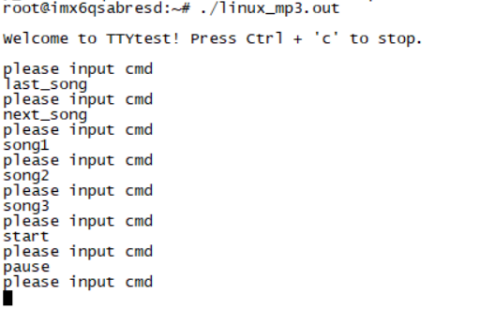 root@imx6qsabresd:~# ./linux_mp3.out
Welcome to TTYtest! Press Ctrl + 'c' to stop.
please input cmd
last_song
please input cmd
next_song
please input cmd
song1
please input cmd
song2
please input cmd
song3
please input cmd
start
please input cmd
pause
please input cmd